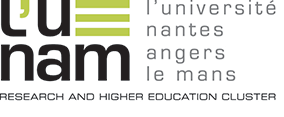 l'u
nam
l'université
nantes
angers
le mans
RESEARCH AND HIGHER EDUCATION CLUSTER